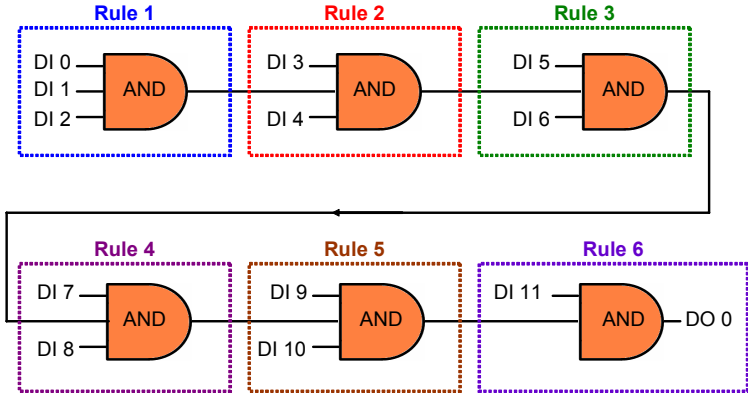 Rule 1
Rule 2
Rule 3
DI 0
DI 1
DI 2
AND
DI 3
DI 4
AND
DI 5
DI 6
AND
Rule 4
Rule 5
Rule 6
DI 7
DI 8
AND
DI 9
DI 10
AND
DI 11
AND
DO 0